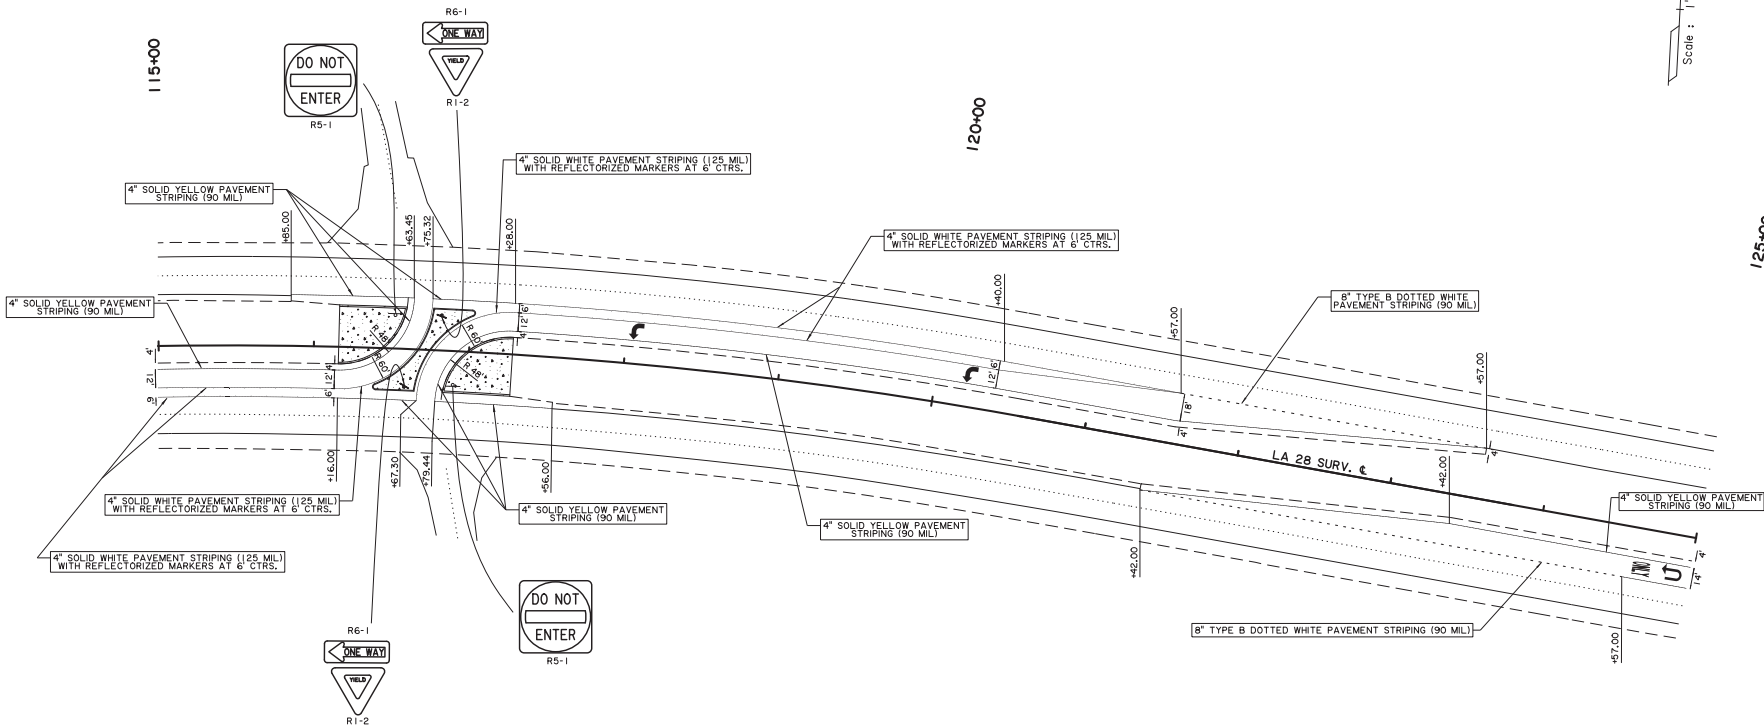 R6-1
ONE WAY
YIELD
R1-2
DO NOT
ENTER
R5-1
115+00
120+00
125+00
Scale : 1"
4" SOLID WHITE PAVEMENT STRIPING (125 MIL)
WITH REFLECTORIZED MARKERS AT 6' CTRS.
4" SOLID YELLOW PAVEMENT
STRIPING (90 MIL)
+85.00
+63.45
+75.32
+28.00
4" SOLID WHITE PAVEMENT STRIPING (125 MIL)
WITH REFLECTORIZED MARKERS AT 6' CTRS.
+40.00
4" SOLID YELLOW PAVEMENT
STRIPING (90 MIL)
8" TYPE B DOTTED WHITE
PAVEMENT STRIPING (90 MIL)
+57.00
+57.00
4'
12'
6'
4'
12'
6'
R 48'
R 60'
R 60'
R 48'
6'
12'
4'
6'
12'
18'
4'
4'
LA 28 SURV. ℄
+16.00
+67.30
+79.44
+56.00
+42.00
+42.00
4" SOLID YELLOW PAVEMENT
STRIPING (90 MIL)
4" SOLID WHITE PAVEMENT STRIPING (125 MIL)
WITH REFLECTORIZED MARKERS AT 6' CTRS.
4" SOLID YELLOW PAVEMENT
STRIPING (90 MIL)
4" SOLID YELLOW PAVEMENT
STRIPING (90 MIL)
4'
14'
ONLY
4" SOLID WHITE PAVEMENT STRIPING (125 MIL)
WITH REFLECTORIZED MARKERS AT 6' CTRS.
8" TYPE B DOTTED WHITE PAVEMENT STRIPING (90 MIL)
+57.00
DO NOT
ENTER
R5-1
R6-1
ONE WAY
YIELD
R1-2